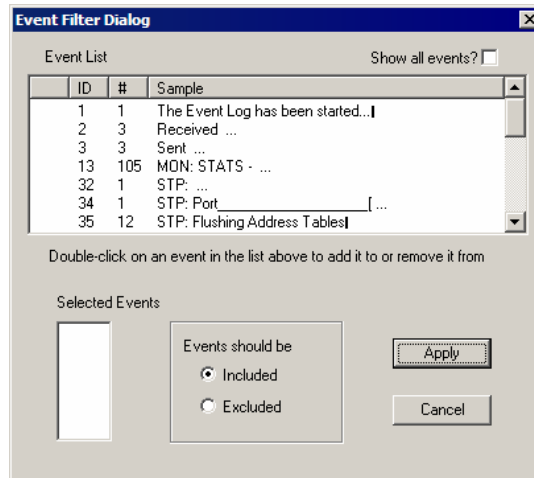 Event Filter Dialog
Event List Show all events?
ID # Sample
1 1 The Event Log has been started...
2 3 Received ...
3 3 Sent ...
13 105 MON: STATS - ...
32 1 STP: ...
34 1 STP: Port____________________[ ...
35 12 STP: Flushing Address Tables
Double-click on an event in the list above to add it to or remove it from
Selected Events
Events should be
Included
Excluded
Apply
Cancel